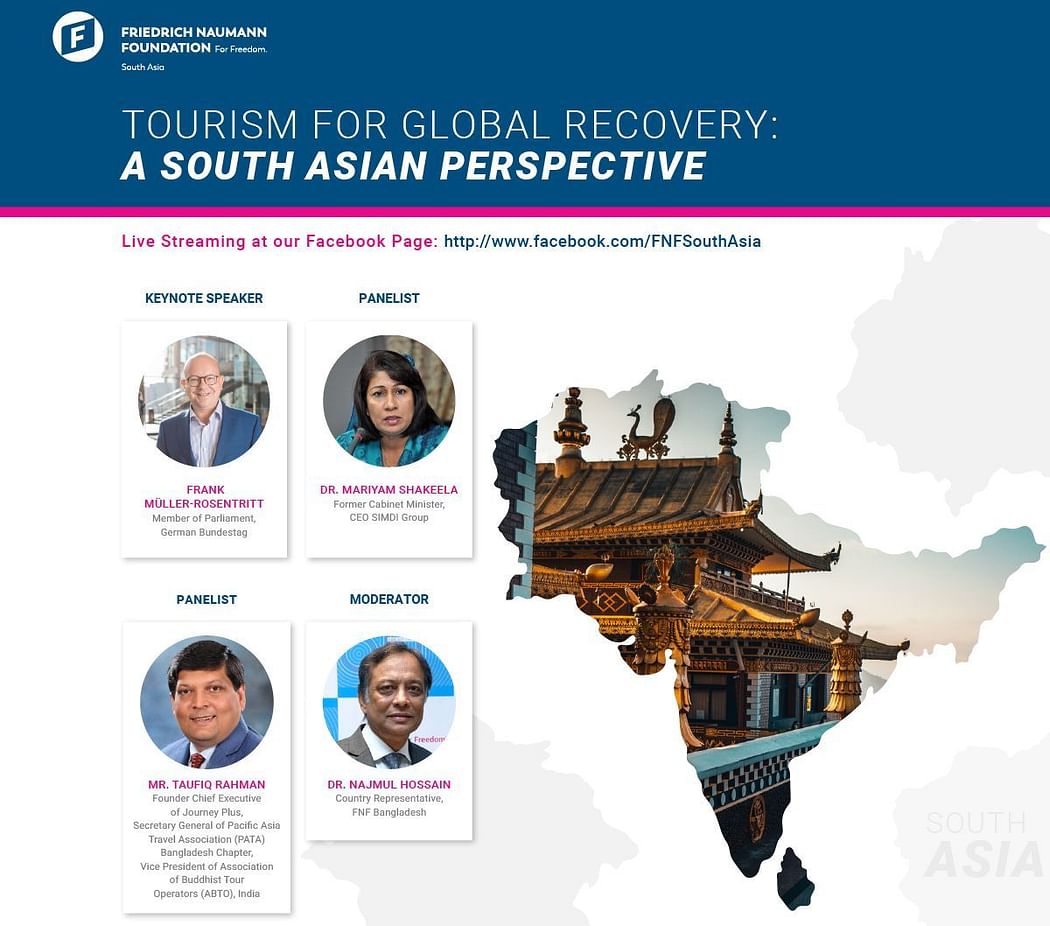 FRIEDRICH NAUMANN
FOUNDATION For Freedom.
South Asia
TOURISM FOR GLOBAL RECOVERY:
A SOUTH ASIAN PERSPECTIVE
Live Streaming at our Facebook Page: http://www.facebook.com/FNFSouthAsia
KEYNOTE SPEAKER
FRANK
MÜLLER-ROSENTRITT
Member of Parliament,
German Bundestag
PANELIST
DR. MARIYAM SHAKEELA
Former Cabinet Minister,
CEO SIMDI Group
PANELIST
MR. TAUFIQ RAHMAN
Founder Chief Executive
of Journey Plus,
Secretary General of Pacific Asia
Travel Association (PATA)
Bangladesh Chapter,
Vice President of Association
of Buddhist Tour
Operators (ABTO), India
MODERATOR
Freedom
DR. NAJMUL HOSSAIN
Country Representative,
FNF Bangladesh
SOUTH
ASIA